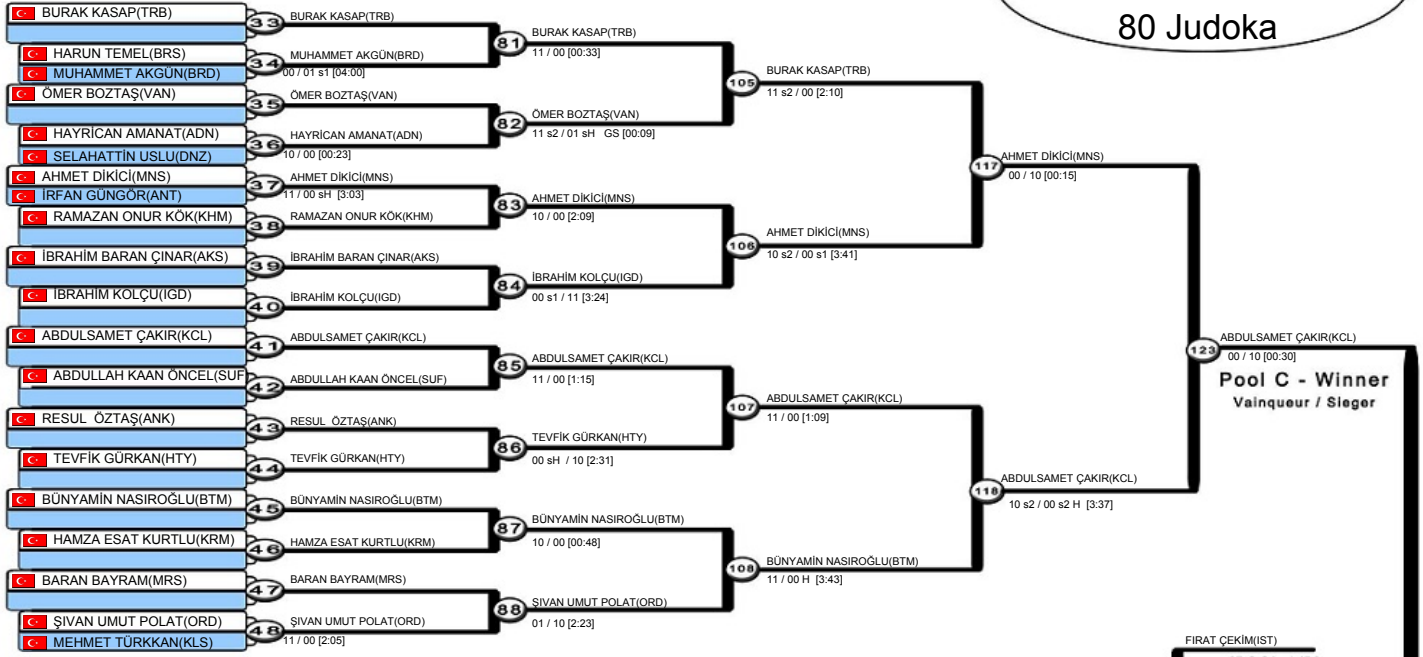 80 Judoka
BURAK KASAP(TRB)
HARUN TEMEL(BRS)
MUHAMMET AKGÜN(BRD)
ÖMER BOZTAŞ(VAN)
HAYRİCAN AMANAT(ADN)
SELAHATTİN USLU(DNZ)
AHMET DİKİCİ(MNS)
İRFAN GÜNGÖR(ANT)
RAMAZAN ONUR KÖK(KHM)
İBRAHİM BARAN ÇINAR(AKS)
İBRAHİM KOLÇU(IGD)
ABDULSAMET ÇAKIR(KCL)
ABDULLAH KAAN ÖNCEL(SUF
RESUL ÖZTAŞ(ANK)
TEVFİK GÜRKAN(HTY)
BÜNYAMİN NASIROĞLU(BTM)
HAMZA ESAT KURTLU(KRM)
BARAN BAYRAM(MRS)
ŞIVAN UMUT POLAT(ORD)
MEHMET TÜRKKAN(KLS)
33 BURAK KASAP(TRB)
34 MUHAMMET AKGÜN(BRD)
00 / 01 s1 [04:00]
35 ÖMER BOZTAŞ(VAN)
36 HAYRİCAN AMANAT(ADN)
10 / 00 [00:23]
37 AHMET DİKİCİ(MNS)
11 / 00 sH [3:03]
38 RAMAZAN ONUR KÖK(KHM)
39 İBRAHİM BARAN ÇINAR(AKS)
40 İBRAHİM KOLÇU(IGD)
41 ABDULSAMET ÇAKIR(KCL)
42 ABDULLAH KAAN ÖNCEL(SUF)
43 RESUL ÖZTAŞ(ANK)
44 TEVFİK GÜRKAN(HTY)
45 BÜNYAMİN NASIROĞLU(BTM)
46 HAMZA ESAT KURTLU(KRM)
47 BARAN BAYRAM(MRS)
48 ŞIVAN UMUT POLAT(ORD)
11 / 00 [2:05]
81 BURAK KASAP(TRB)
11 / 00 [00:33]
82 ÖMER BOZTAŞ(VAN)
11 s2 / 01 sH GS [00:09]
83 AHMET DİKİCİ(MNS)
10 / 00 [2:09]
84 İBRAHİM KOLÇU(IGD)
00 s1 / 11 [3:24]
85 ABDULSAMET ÇAKIR(KCL)
11 / 00 [1:15]
86 TEVFİK GÜRKAN(HTY)
00 sH / 10 [2:31]
87 BÜNYAMİN NASIROĞLU(BTM)
10 / 00 [00:48]
88 ŞIVAN UMUT POLAT(ORD)
01 / 10 [2:23]
105 BURAK KASAP(TRB)
11 s2 / 00 [2:10]
106 AHMET DİKİCİ(MNS)
10 s2 / 00 s1 [3:41]
107 ABDULSAMET ÇAKIR(KCL)
11 / 00 [1:09]
108 BÜNYAMİN NASIROĞLU(BTM)
11 / 00 H [3:43]
117 AHMET DİKİCİ(MNS)
00 / 10 [00:15]
118 ABDULSAMET ÇAKIR(KCL)
10 s2 / 00 s2 H [3:37]
123 ABDULSAMET ÇAKIR(KCL)
00 / 10 [00:30]
Pool C - Winner
Vainqueur / Sieger
FIRAT ÇEKİM(IST)